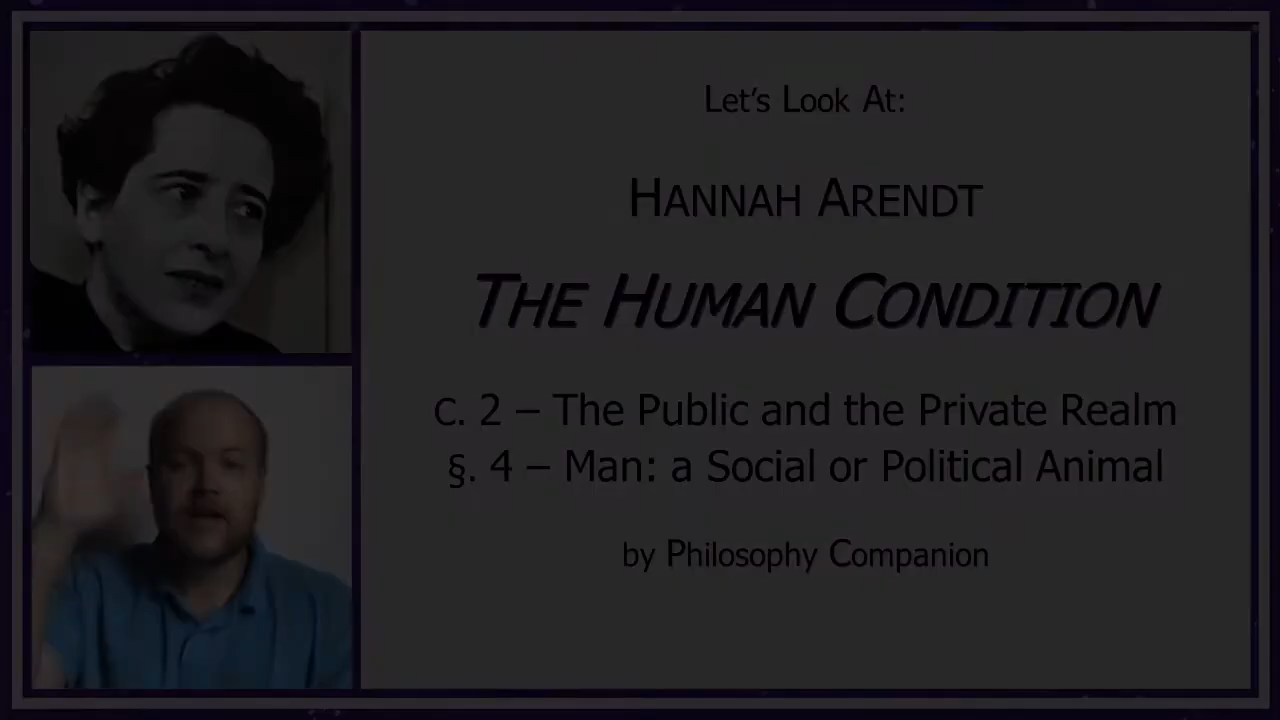 Let's Look At:
HANNAH ARENDT
THE HUMAN CONDITION
C. 2 – The Public and the Private Realm
§. 4 – Man: a Social or Political Animal
by Philosophy Companion